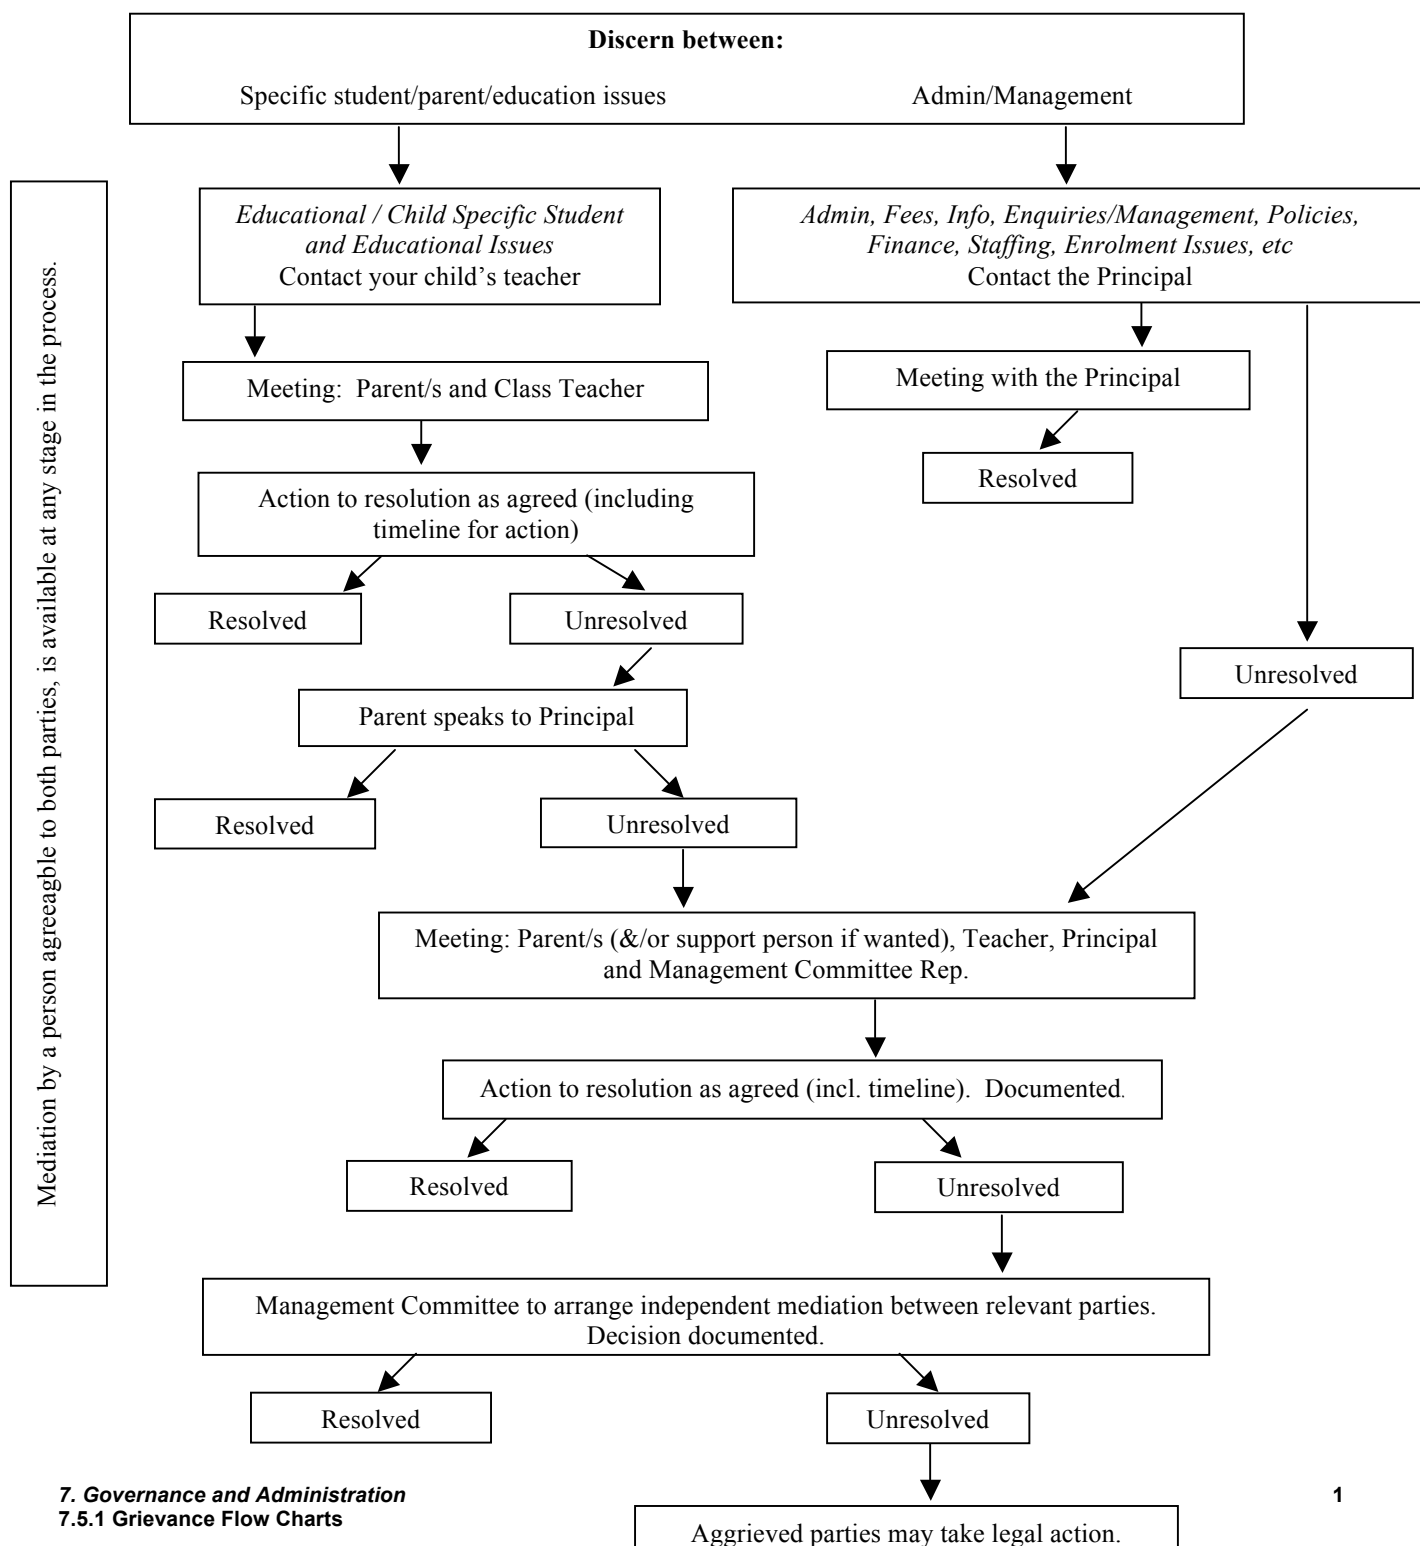 Discern between:
Specific student/parent/education issues
Admin/Management
Mediation by a person agreeagble to both parties, is available at any stage in the process.
Educational / Child Specific Student
and Educational Issues
Contact your child’s teacher
Admin, Fees, Info, Enquiries/Management, Policies,
Finance, Staffing, Enrolment Issues, etc
Contact the Principal
Meeting:  Parent/s and Class Teacher
Meeting with the Principal
Resolved
Action to resolution as agreed (including
timeline for action)
Resolved
Unresolved
Unresolved
Parent speaks to Principal
Resolved
Unresolved
Meeting: Parent/s (&/or support person if wanted), Teacher, Principal
and Management Committee Rep.
Action to resolution as agreed (incl. timeline).  Documented.
Resolved
Unresolved
Management Committee to arrange independent mediation between relevant parties.
Decision documented.
Resolved
Unresolved
Aggrieved parties may take legal action.
7. Governance and Administration
7.5.1 Grievance Flow Charts
1